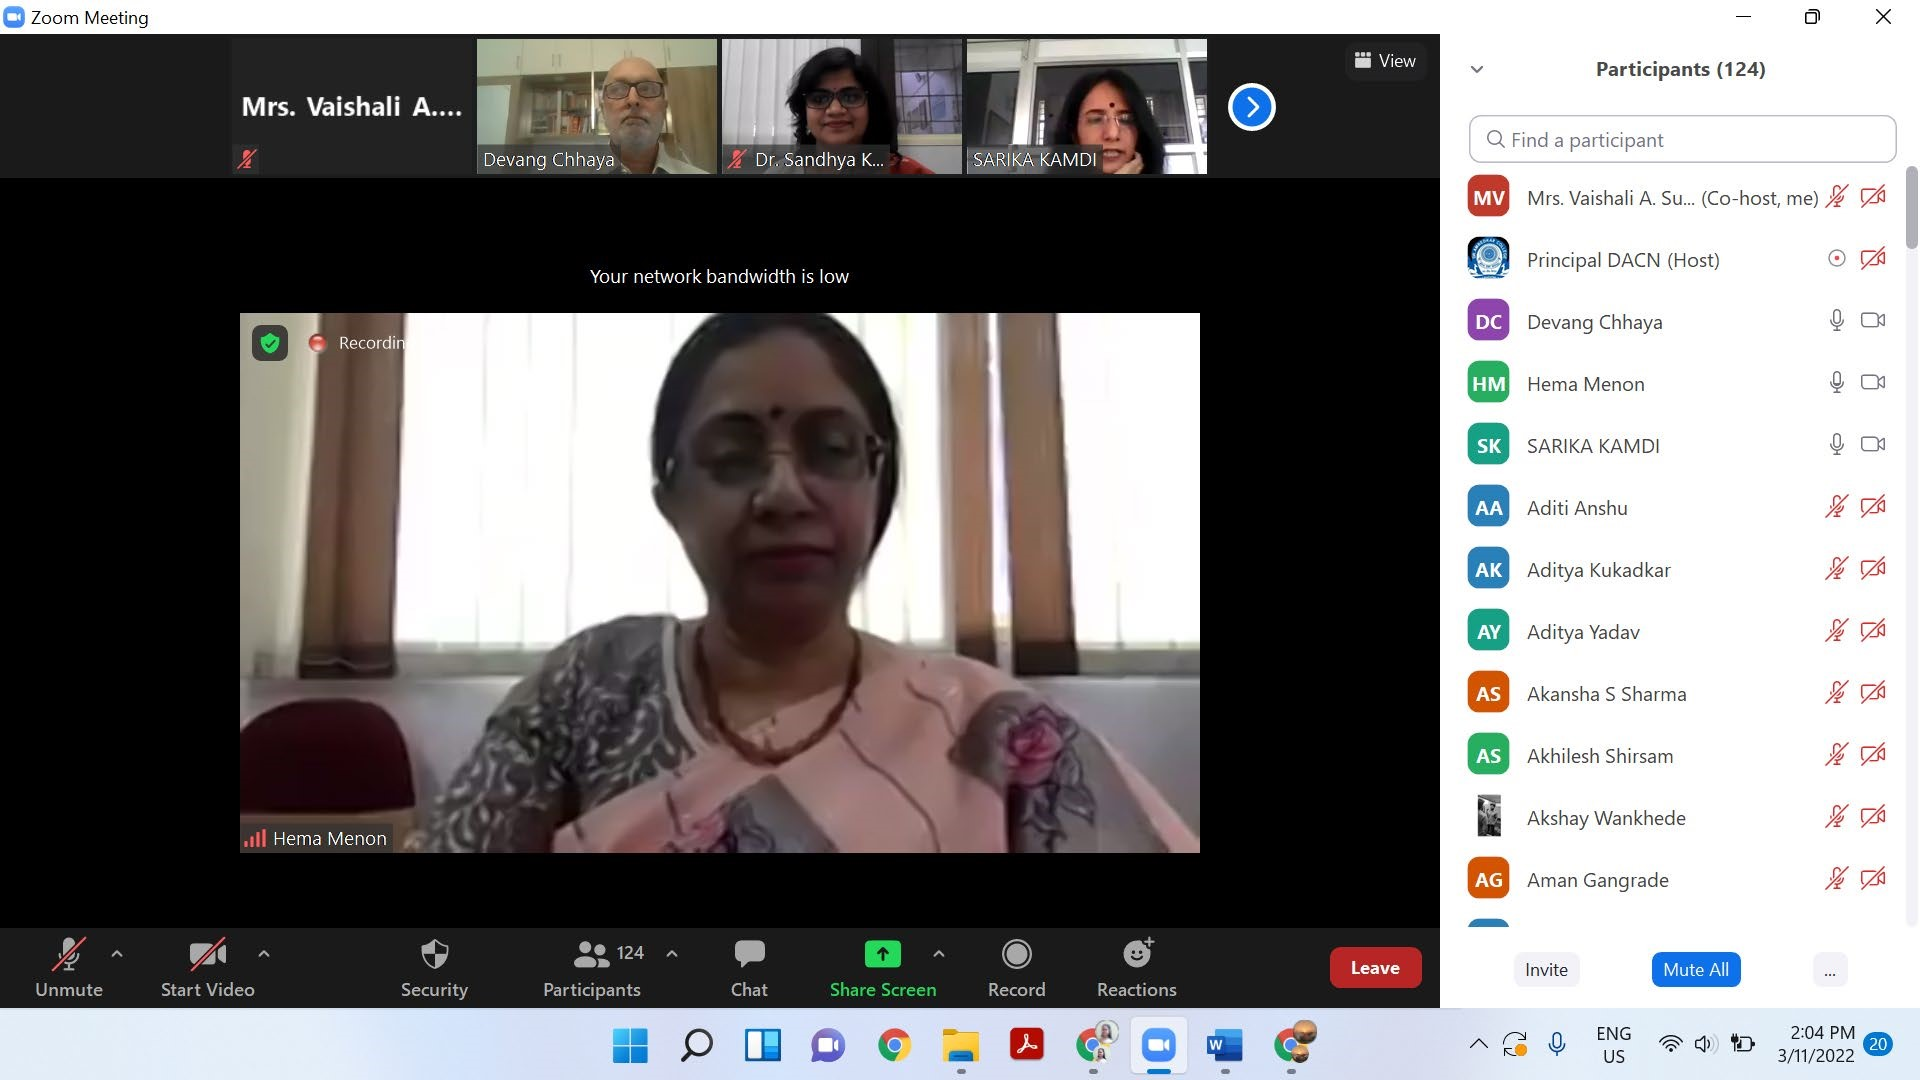 Zoom Meeting
Mrs. Vaishali A....
Devang Chhaya
Dr. Sandhya K...
SARIKA KAMDI
View
Your network bandwidth is low
Recordin
Hema Menon
Participants (124)
Find a participant
MV Mrs. Vaishali A. Su... (Co-host, me)
Principal DACN (Host)
DC Devang Chhaya
HM Hema Menon
SK SARIKA KAMDI
AA Aditi Anshu
AK Aditya Kukadkar
AY Aditya Yadav
AS Akansha S Sharma
AS Akhilesh Shirsam
Akshay Wankhede
AG Aman Gangrade
Invite
Mute All
...
Unmute
Start Video
Security
124
Participants
Chat
Share Screen
Record
Reactions
Leave
W
ENG
US
2:04 PM
3/11/2022
20